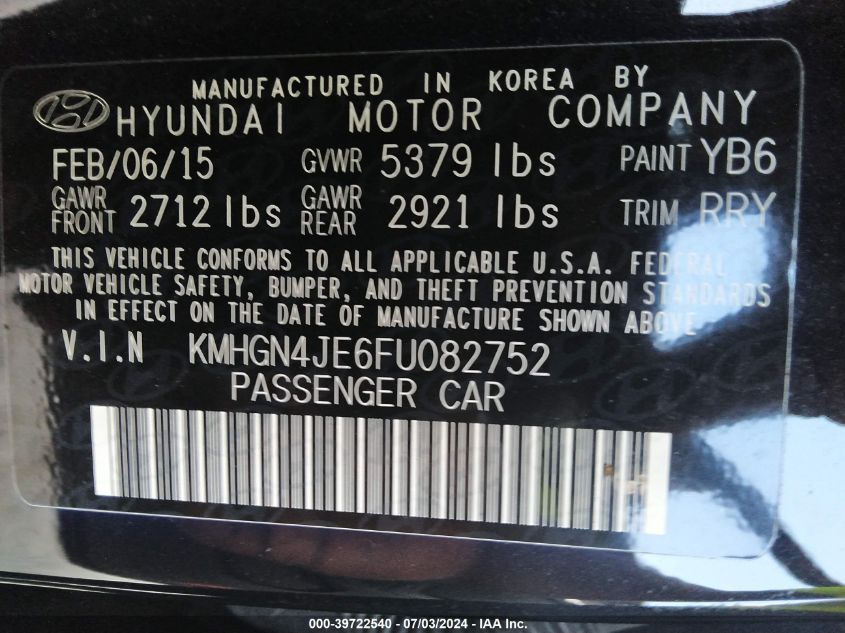 MANUFACTURED IN KOREA BY
HYUNDAI MOTOR COMPANY
FEB/06/15 GVWR 5379 lbs PAINT YB6
GAWR FRONT 2712 lbs GAWR REAR 2921 lbs TRIM RRY
THIS VEHICLE CONFORMS TO ALL APPLICABLE U.S.A. FEDERAL
MOTOR VEHICLE SAFETY, BUMPER, AND THEFT PREVENTION STANDARDS
IN EFFECT ON THE DATE OF MANUFACTURE SHOWN ABOVE
V.I.N KMHGN4JE6FU082752
PASSENGER CAR
000-39722540 - 07/03/2024 - IAA Inc.